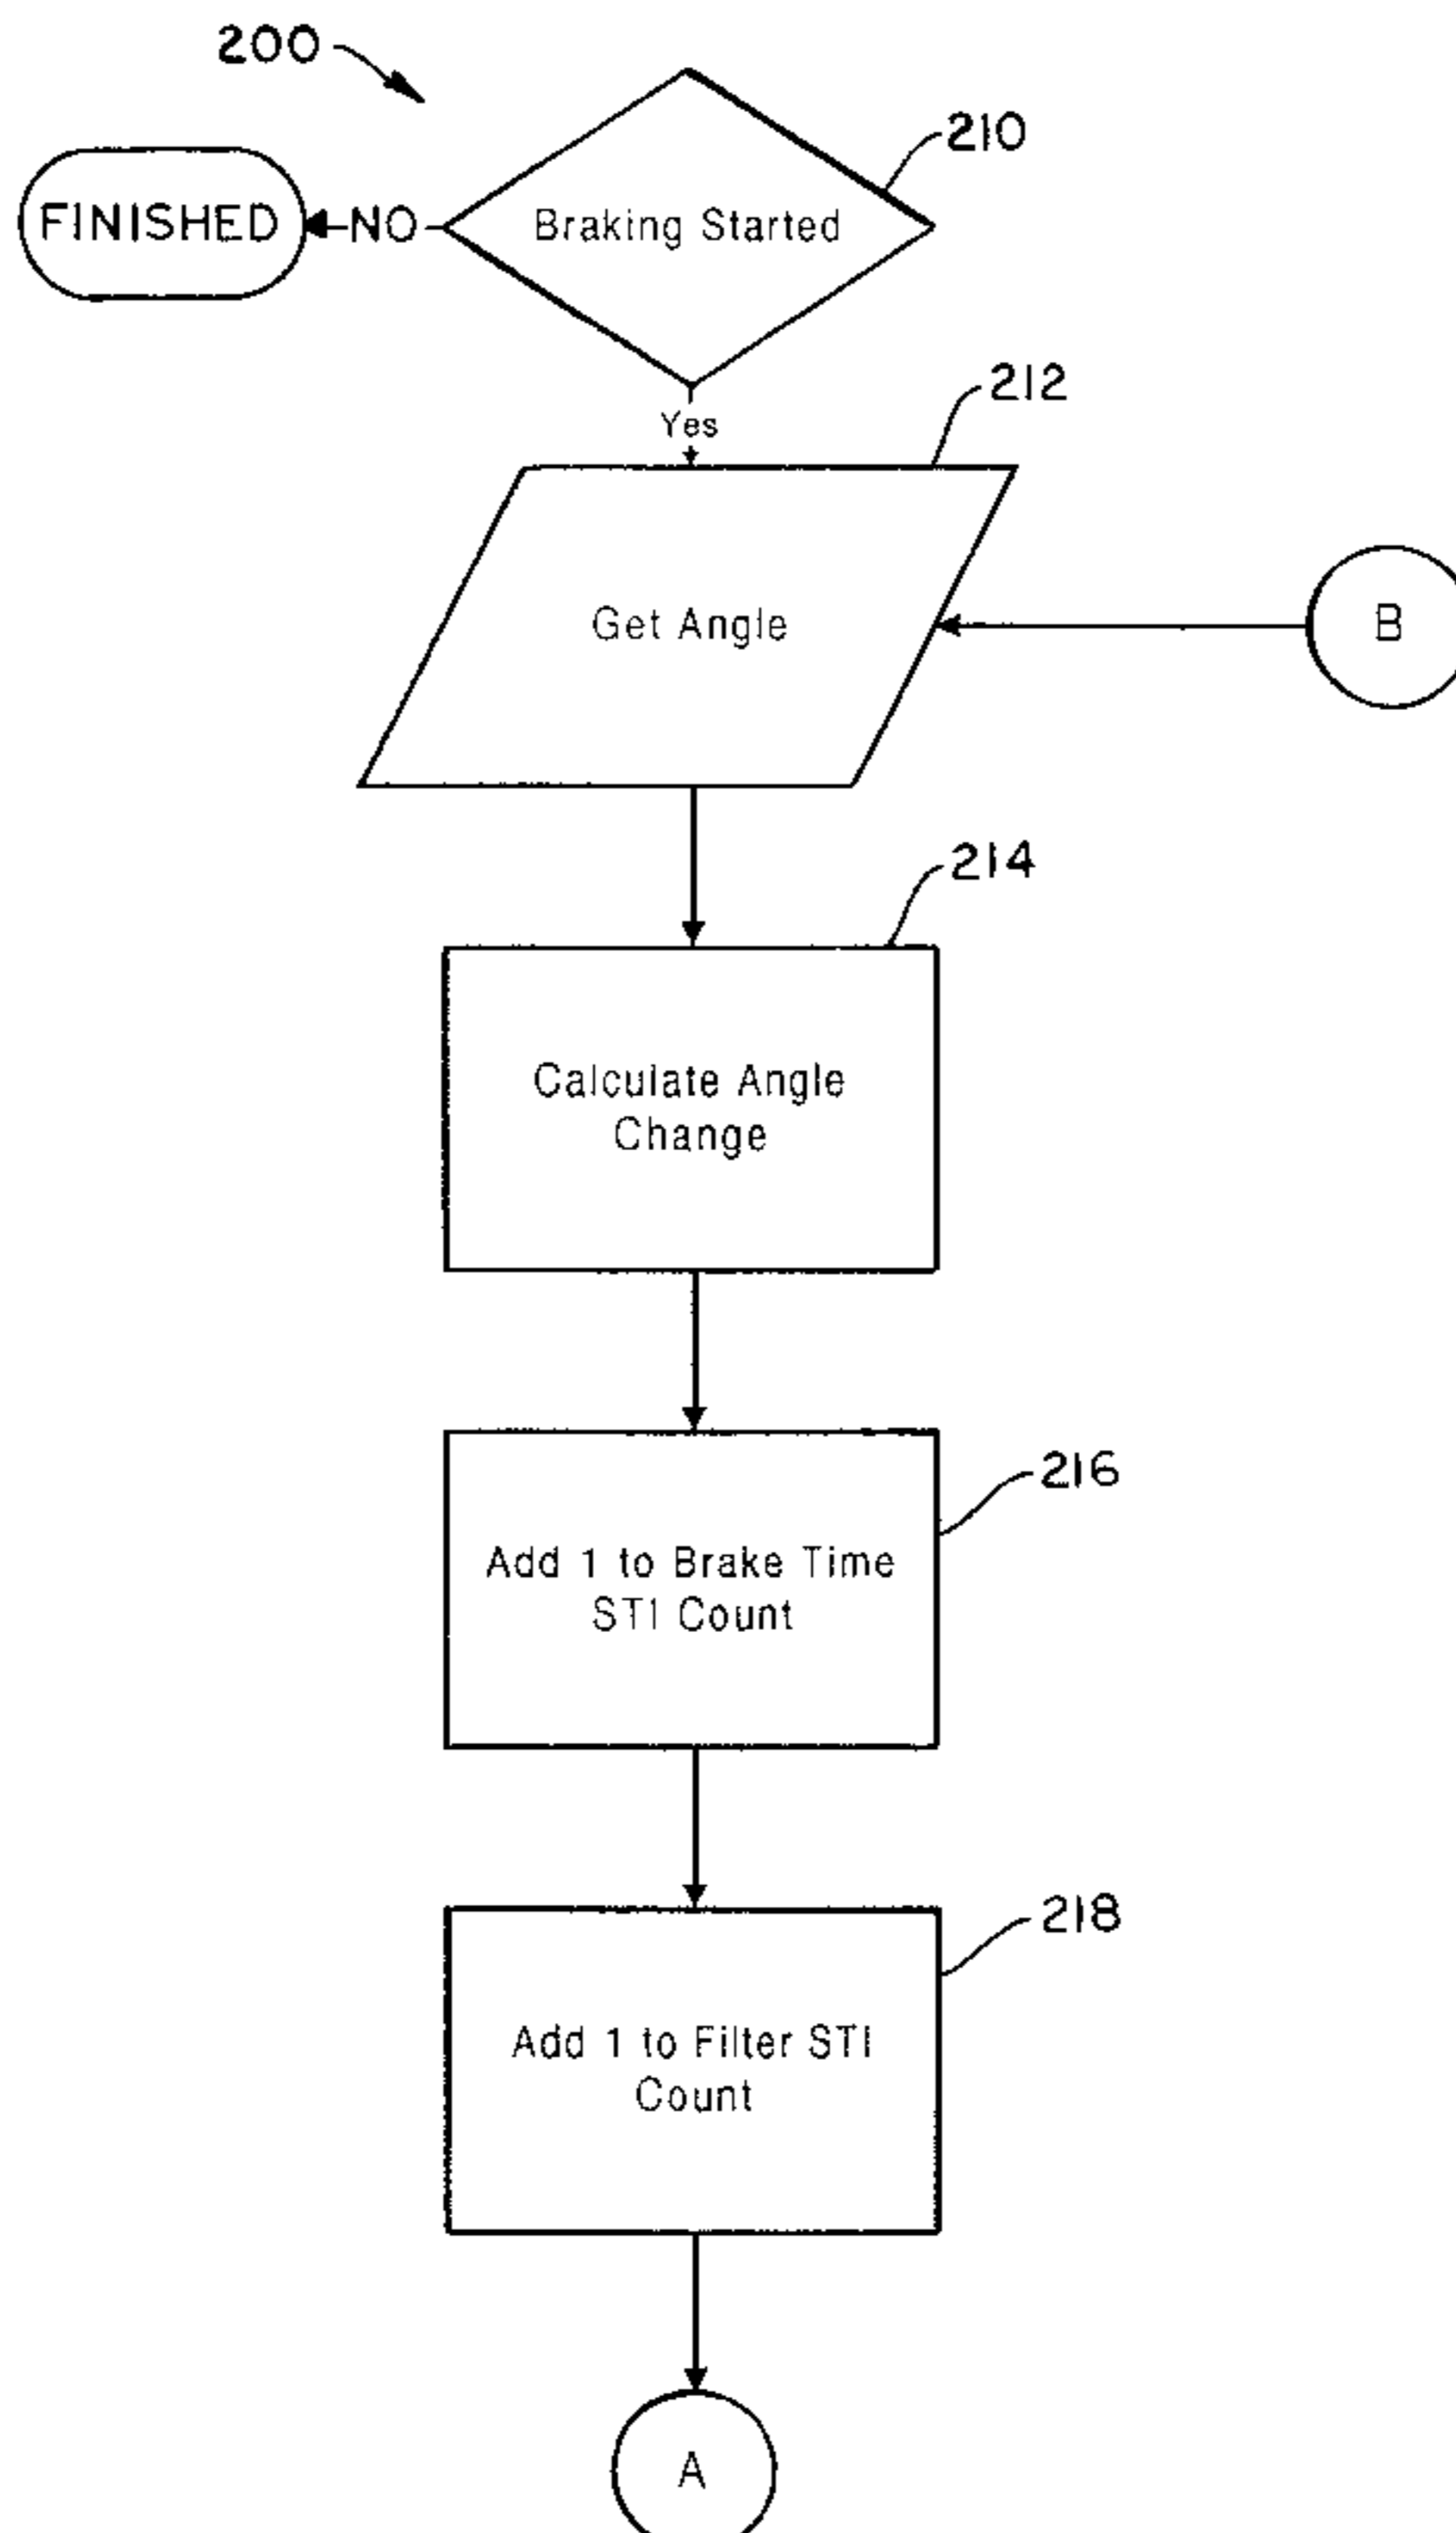 200
210
FINISHED
NO
Braking Started
212
Yes
Get Angle
B
214
Calculate Angle
Change
216
Add 1 to Brake Time
STI Count
218
Add 1 to Filter STI
Count
A